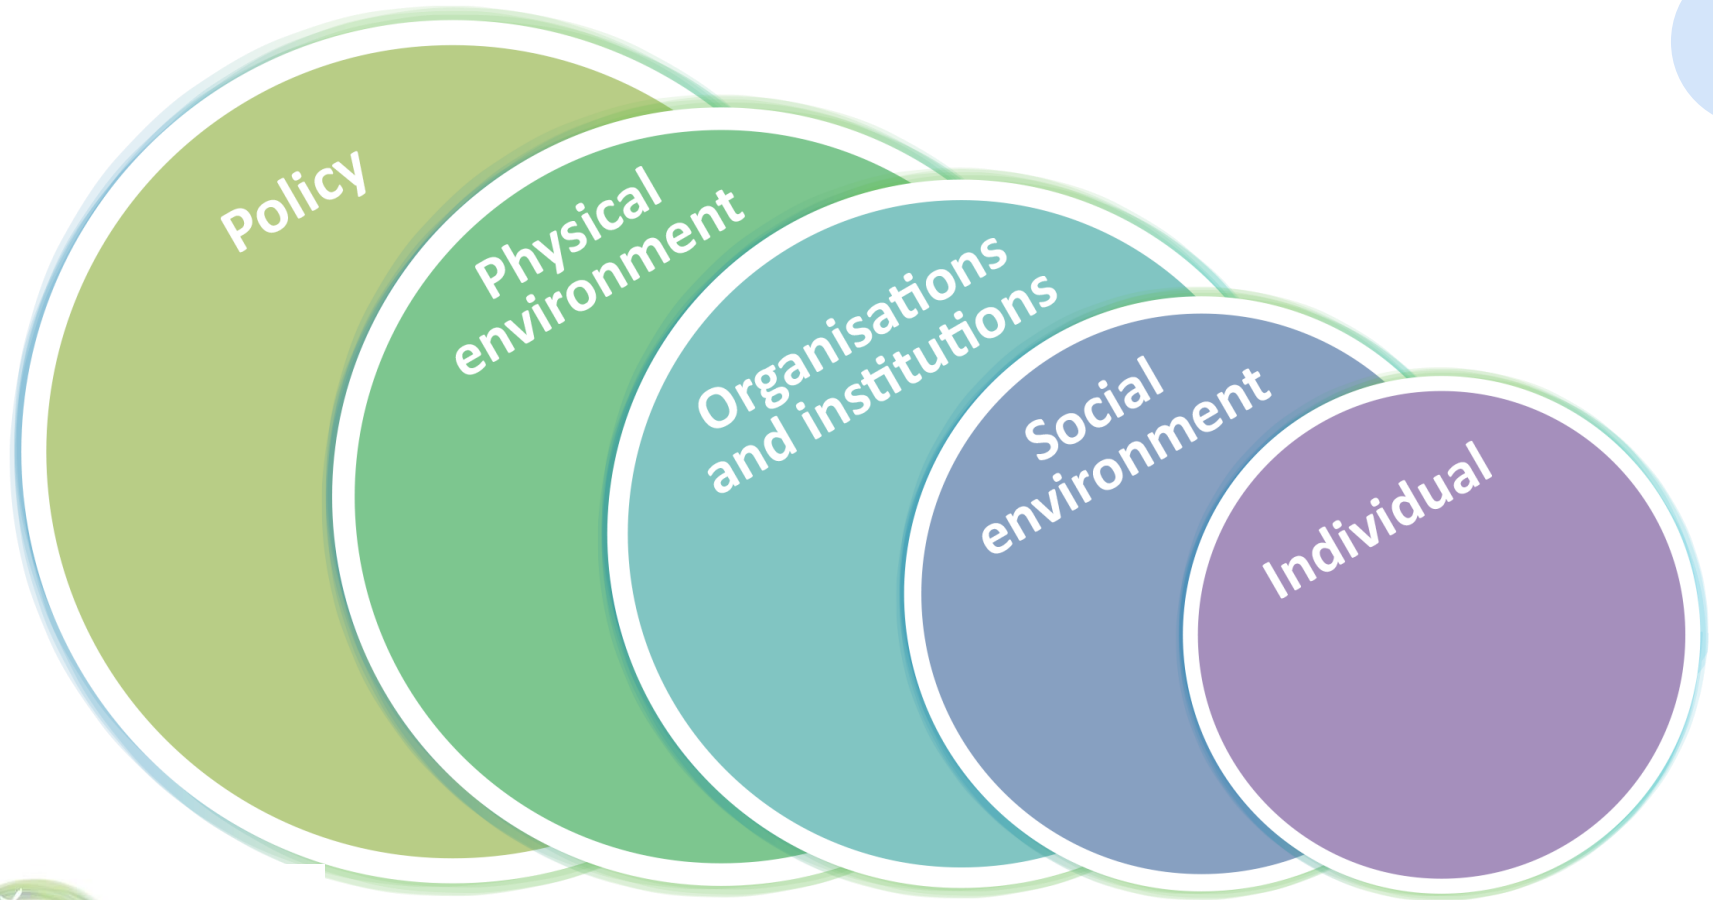 Policy
Physical
environment
Organisations
and institutions
Social
environment
Individual